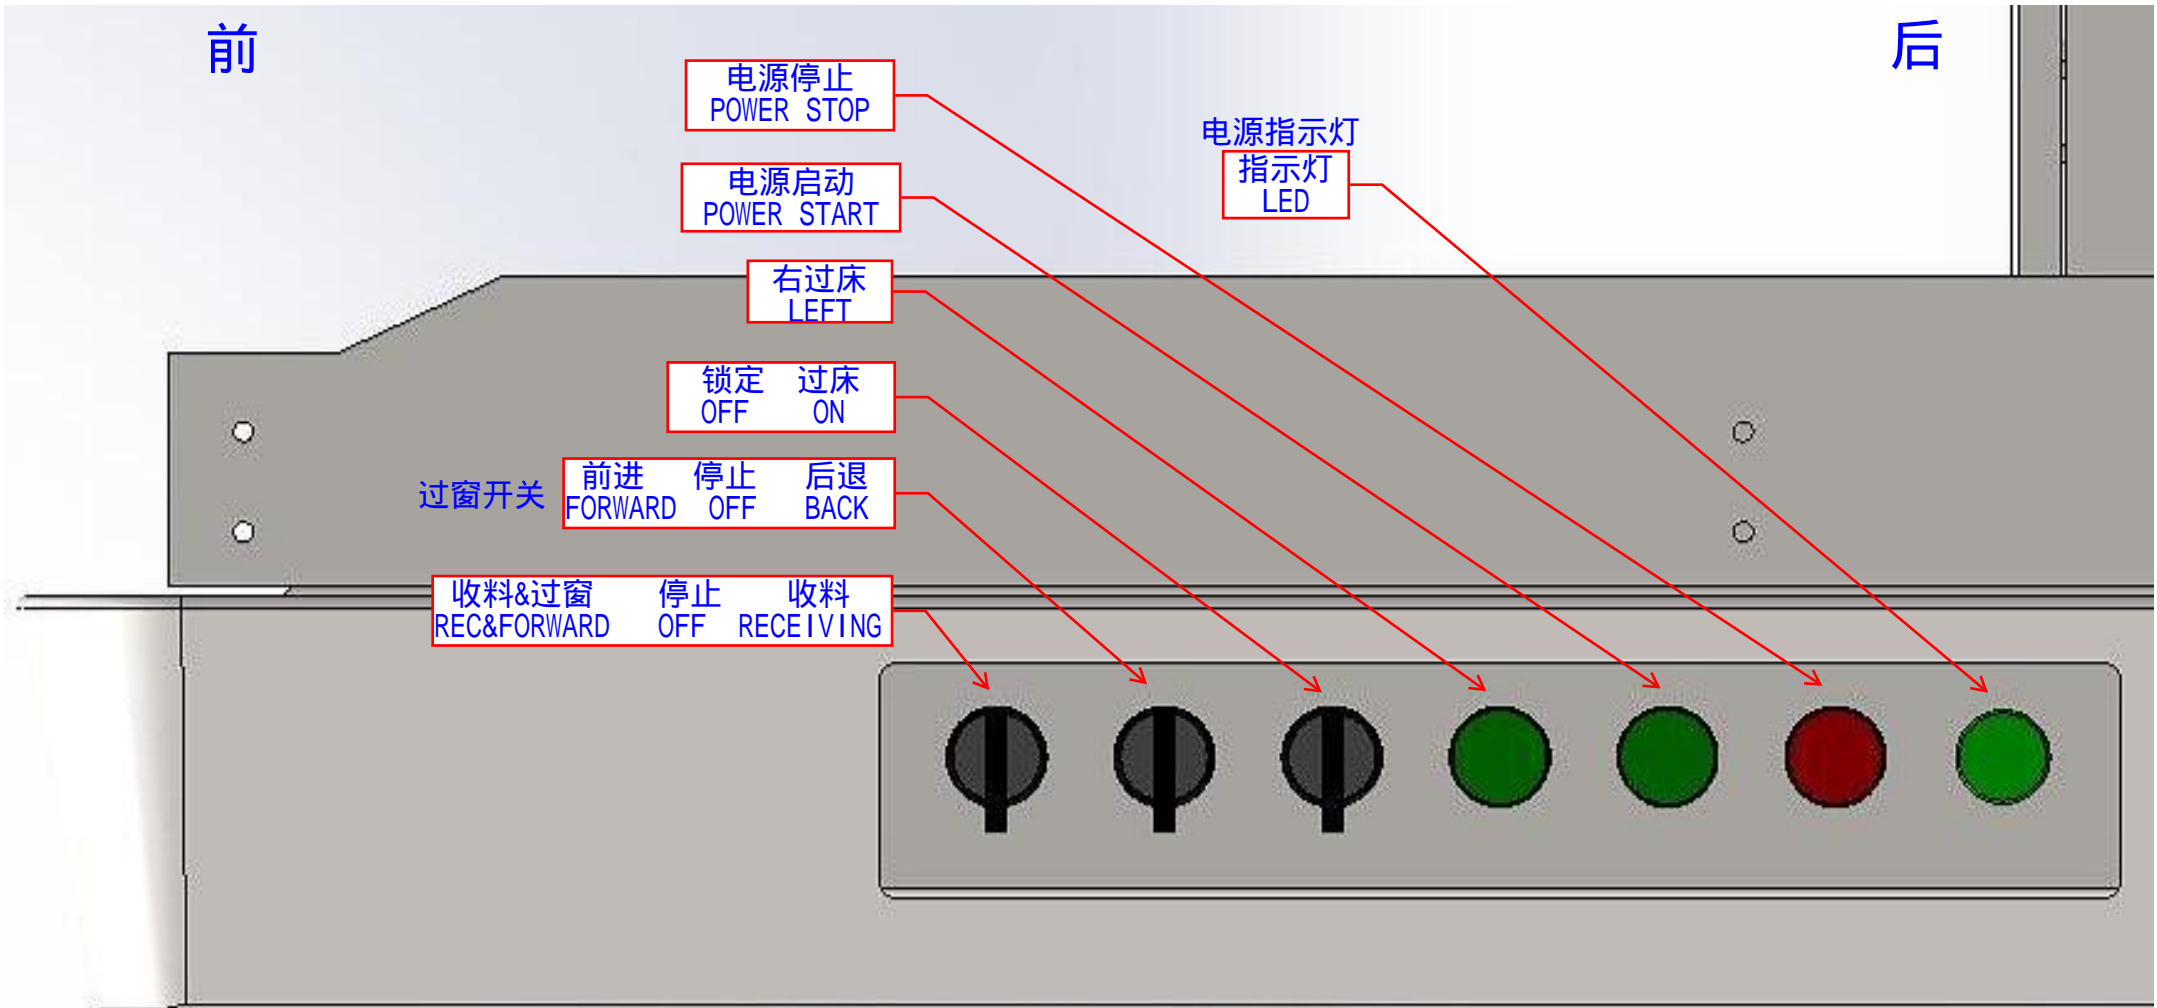 前
后
电源停止
POWER STOP
电源指示灯
指示灯
LED
电源启动
POWER START
右过床
LEFT
锁定 过床
OFF ON
过窗开关
前进 停止 后退
FORWARD OFF BACK
收料&过窗 停止 收料
REC&FORWARD OFF RECEIVING